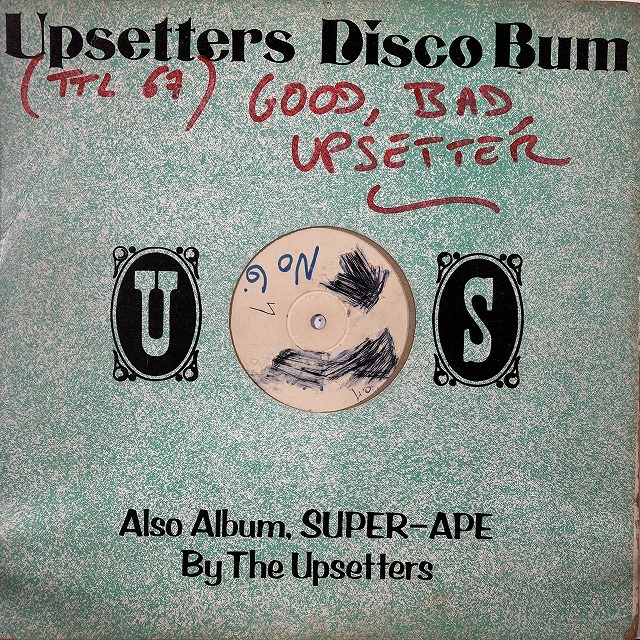 Upsetters Disco Bum
(TTL 67) GOOD, BAD,
UPSETTER
U
No 6.
S
Also Album, SUPER-APE
By The Upsetters